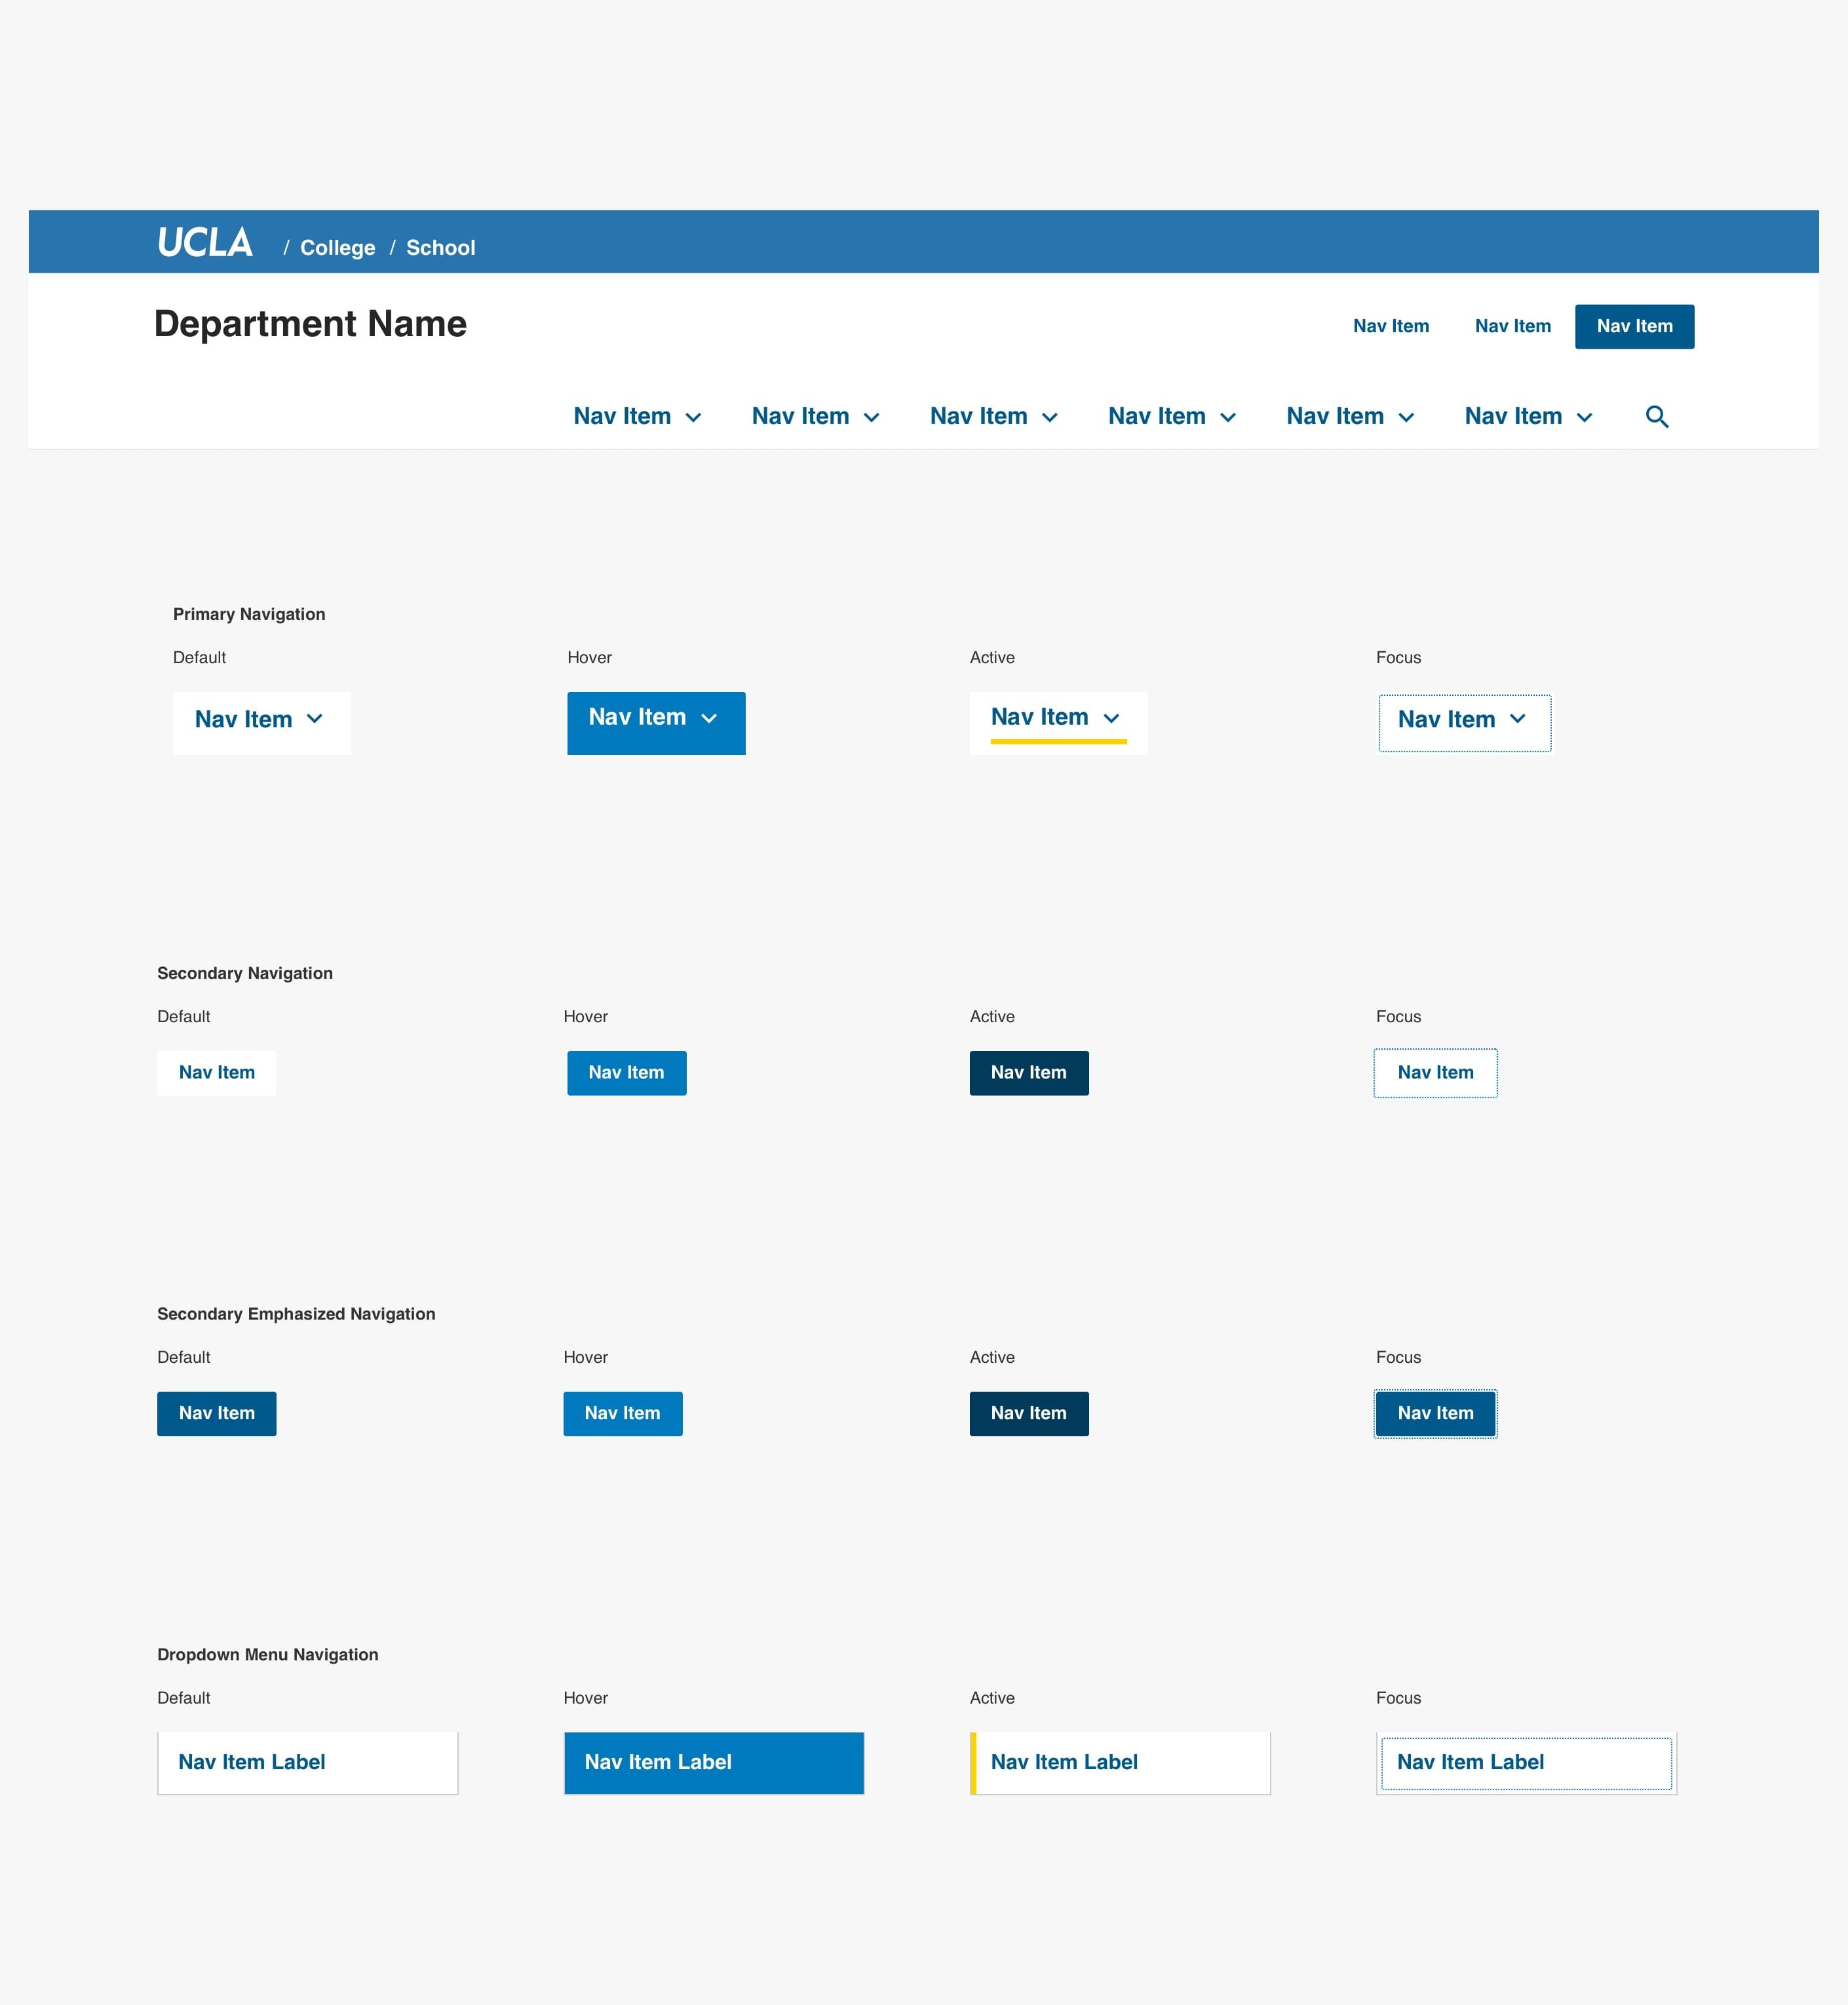 UCLA / College / School
Department Name
Nav Item Nav Item Nav Item
Nav Item Nav Item Nav Item Nav Item Nav Item Nav Item
Primary Navigation
Default Hover Active Focus
Nav Item Nav Item Nav Item Nav Item
Secondary Navigation
Default Hover Active Focus
Nav Item Nav Item Nav Item Nav Item
Secondary Emphasized Navigation
Default Hover Active Focus
Nav Item Nav Item Nav Item Nav Item
Dropdown Menu Navigation
Default Hover Active Focus
Nav Item Label Nav Item Label Nav Item Label Nav Item Label